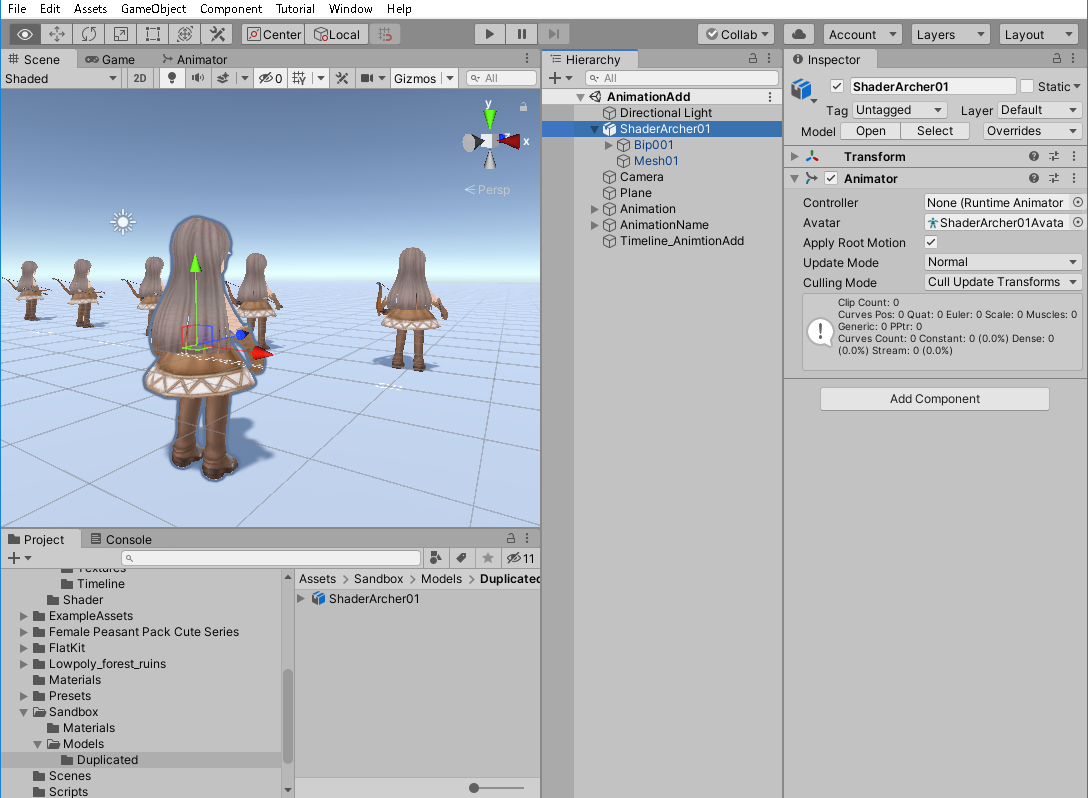 File Edit Assets GameObject Component Tutorial Window Help
Center Local Collab Account Layers Layout
Scene Game Animator
Shaded 2D 0 Gizmos All
y
x
Persp
Hierarchy
All
AnimationAdd
Directional Light
ShaderArcher01
Bip001
Mesh01
Camera
Plane
Animation
AnimationName
Timeline_AnimtionAdd
Inspector
ShaderArcher01 Static
Tag Untagged Layer Default
Model Open Select Overrides
Transform
Animator
Controller None (Runtime Animator
Avatar ShaderArcher01Avata
Apply Root Motion
Update Mode Normal
Culling Mode Cull Update Transforms
Clip Count: 0
Curves Pos: 0 Quat: 0 Euler: 0 Scale: 0 Muscles: 0
Generic: 0 PPtr: 0
Curves Count: 0 Constant: 0 (0.0%) Dense: 0
(0.0%) Stream: 0 (0.0%)
Add Component
Project Console
11
Textures
Timeline
Shader
ExampleAssets
Female Peasant Pack Cute Series
FlatKit
Lowpoly_forest_ruins
Materials
Presets
Sandbox
Materials
Models
Duplicated
Scenes
Scripts
Assets > Sandbox > Models > Duplicated
ShaderArcher01